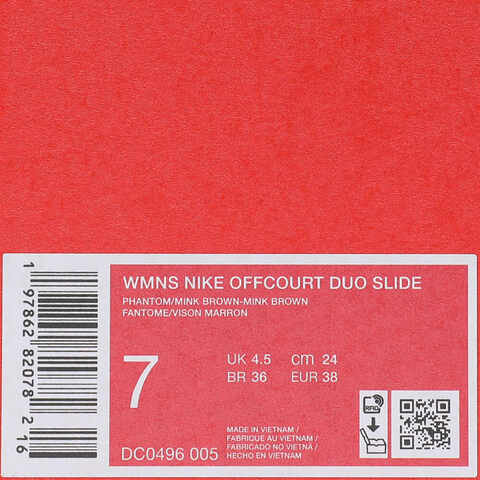 WMNS NIKE OFFCOURT DUO SLIDE
PHANTOM/MINK BROWN-MINK BROWN
FANTOME/VISON MARRON
7
UK 4.5 cm 24
BR 36 EUR 38
RFID
DC0496 005
MADE IN VIETNAM /
FABRIQUE AU VIETNAM /
FABRICADO NO VIETNÃ /
HECHO EN VIETNAM
1 97862 82078 2 16